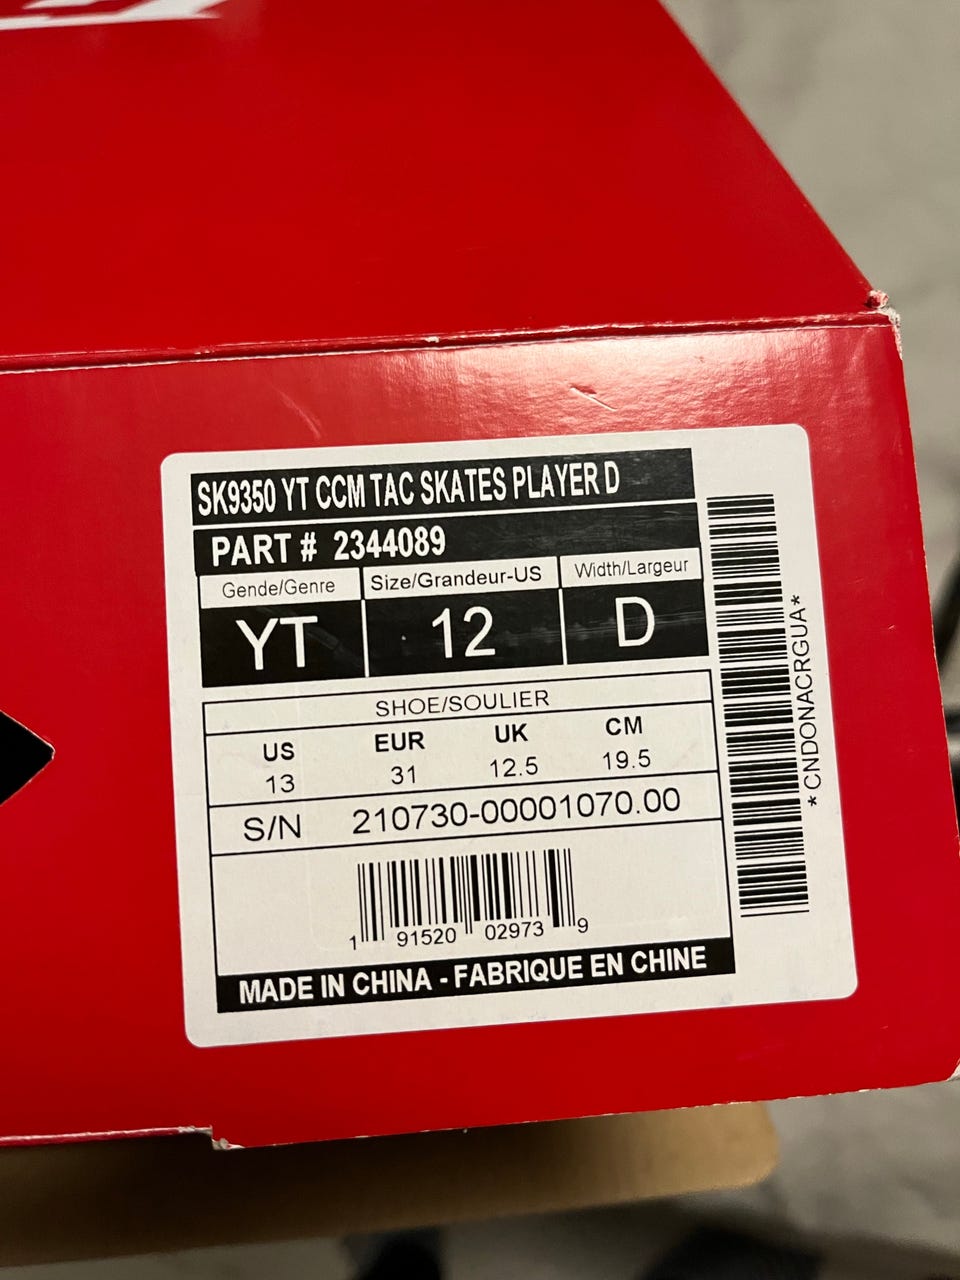 SK9350 YT CCM TAC SKATES PLAYER D
PART # 2344089
Gende/Genre Size/Grandeur-US Width/Largeur
YT 12 D
SHOE/SOULIER
US EUR UK CM
13 31 12.5 19.5
S/N 210730-00001070.00
1 91520 02973 9
MADE IN CHINA - FABRIQUE EN CHINE
*CNDONACRGUA*